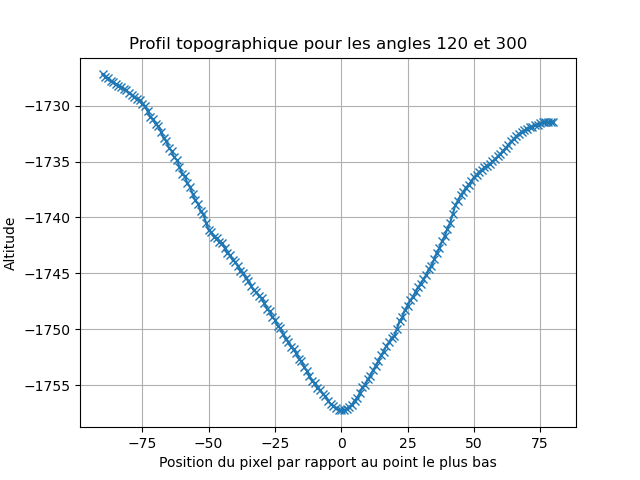 Profil topographique pour les angles 120 et 300
Altitude
−1730
−1735
−1740
−1745
−1750
−1755
−75 −50 −25 0 25 50 75
Position du pixel par rapport au point le plus bas